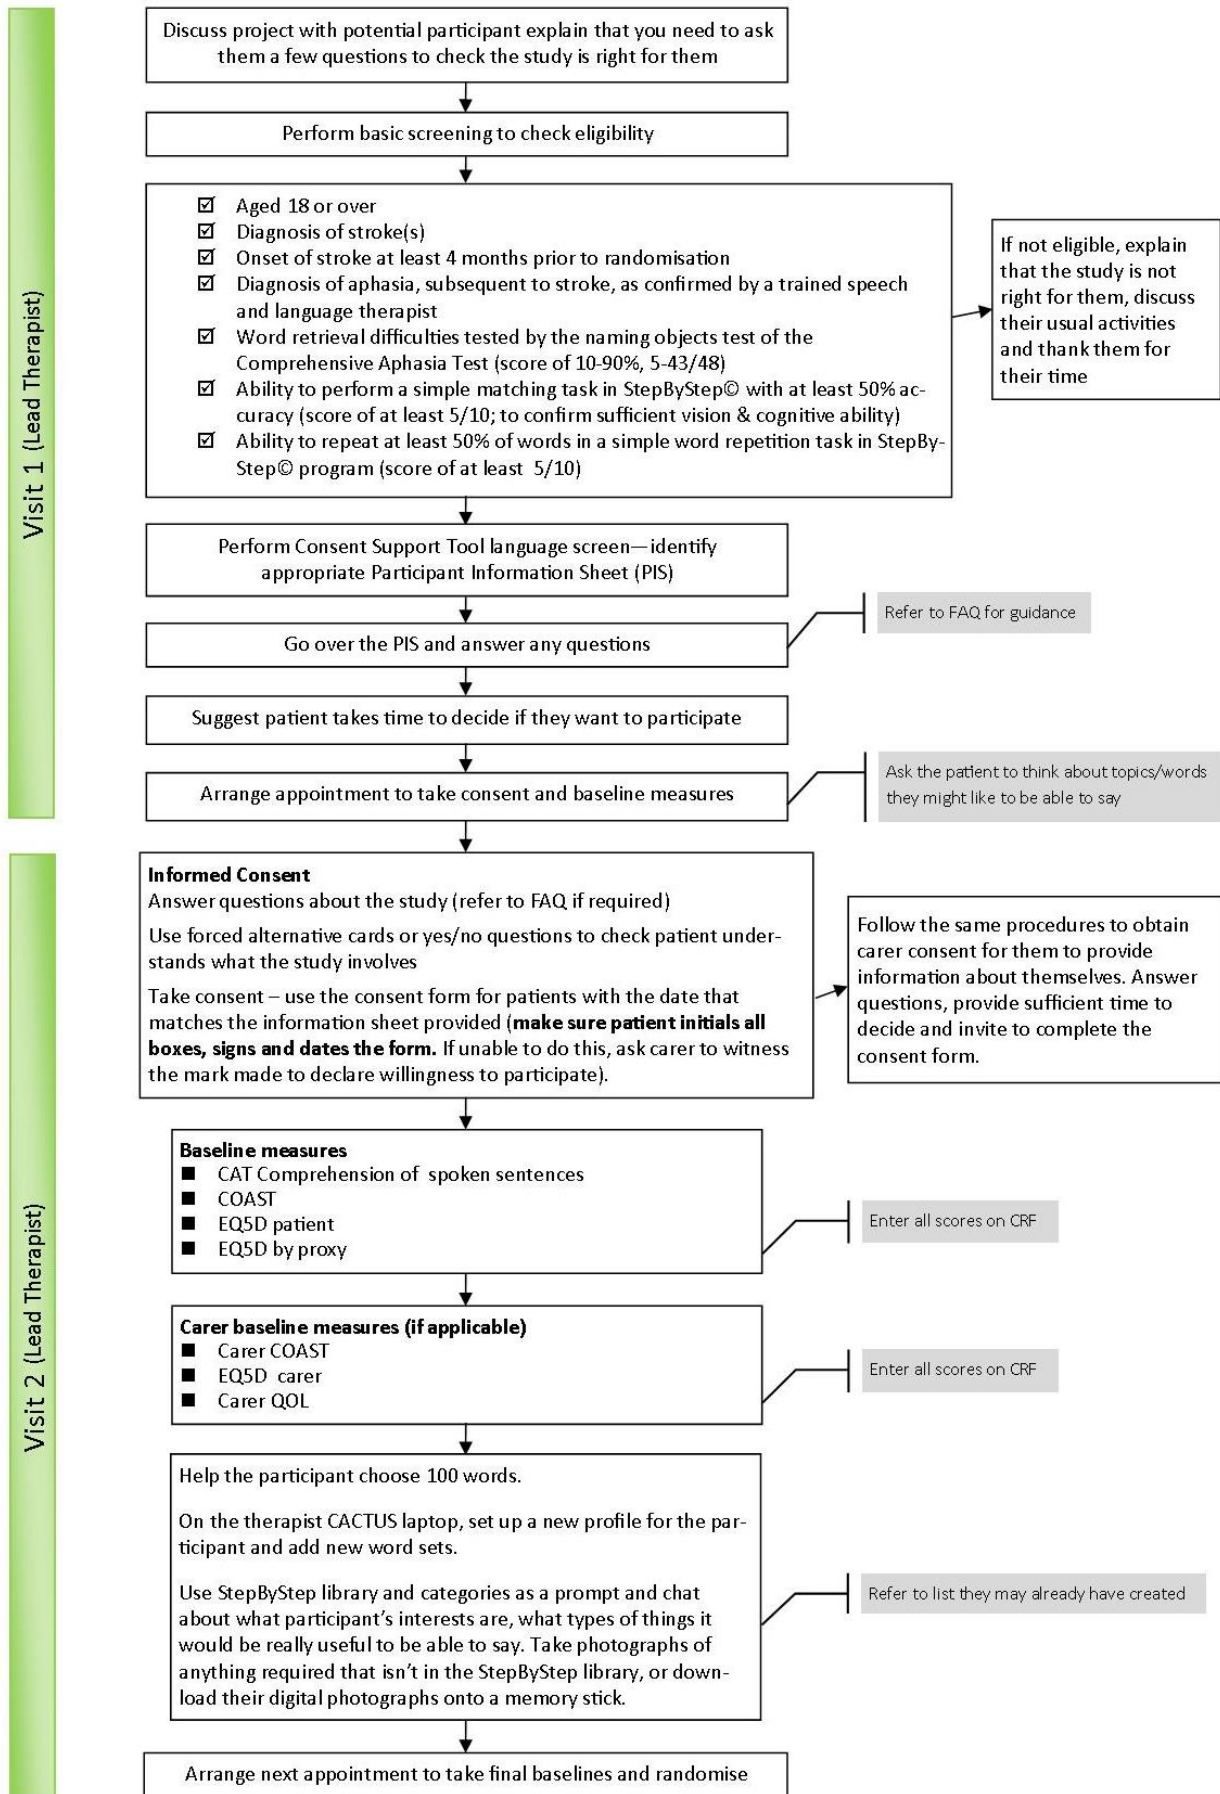 Visit 1 (Lead Therapist)
Discuss project with potential participant explain that you need to ask
them a few questions to check the study is right for them
Perform basic screening to check eligibility
☑ Aged 18 or over
☑ Diagnosis of stroke(s)
☑ Onset of stroke at least 4 months prior to randomisation
☑ Diagnosis of aphasia, subsequent to stroke, as confirmed by a trained speech
and language therapist
☑ Word retrieval difficulties tested by the naming objects test of the
Comprehensive Aphasia Test (score of 10-90%, 5-43/48)
☑ Ability to perform a simple matching task in StepByStep© with at least 50% ac-
curacy (score of at least 5/10; to confirm sufficient vision & cognitive ability)
☑ Ability to repeat at least 50% of words in a simple word repetition task in StepBy-
Step© program (score of at least 5/10)
If not eligible, explain
that the study is not
right for them, discuss
their usual activities
and thank them for
their time
Perform Consent Support Tool language screen—identify
appropriate Participant Information Sheet (PIS)
Go over the PIS and answer any questions
Refer to FAQ for guidance
Suggest patient takes time to decide if they want to participate
Arrange appointment to take consent and baseline measures
Ask the patient to think about topics/words
they might like to be able to say
Visit 2 (Lead Therapist)
Informed Consent
Answer questions about the study (refer to FAQ if required)
Use forced alternative cards or yes/no questions to check patient under-
stands what the study involves
Take consent – use the consent form for patients with the date that
matches the information sheet provided (make sure patient initials all
boxes, signs and dates the form. If unable to do this, ask carer to witness
the mark made to declare willingness to participate).
Follow the same procedures to obtain
carer consent for them to provide
information about themselves. Answer
questions, provide sufficient time to
decide and invite to complete the
consent form.
Baseline measures
■ CAT Comprehension of spoken sentences
■ COAST
■ EQ5D patient
■ EQ5D by proxy
Enter all scores on CRF
Carer baseline measures (if applicable)
■ Carer COAST
■ EQ5D carer
■ Carer QOL
Enter all scores on CRF
Help the participant choose 100 words.
On the therapist CACTUS laptop, set up a new profile for the par-
ticipant and add new word sets.
Use StepByStep library and categories as a prompt and chat
about what participant's interests are, what types of things it
would be really useful to be able to say. Take photographs of
anything required that isn't in the StepByStep library, or down-
load their digital photographs onto a memory stick.
Refer to list they may already have created
Arrange next appointment to take final baselines and randomise